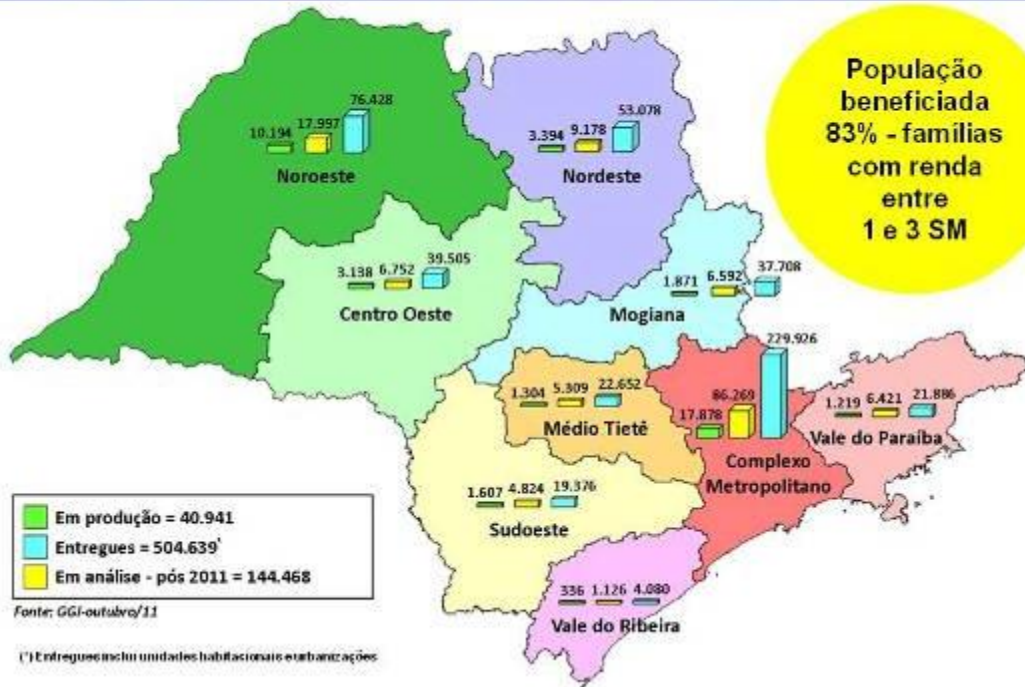 População
beneficiada
83% - famílias
com renda
entre
1 e 3 SM
10.194 17.997 76.428
Noroeste
3.394 9.178 53.078
Nordeste
3.138 6.752 39.505
Centro Oeste
1.871 6.592 37.708
Mogiana
1.304 5.309 22.652
Médio Tietê
17.878 86.269 229.926
Complexo
Metropolitano
1.219 6.421 21.886
Vale do Paraíba
1.607 4.824 19.376
Sudoeste
336 1.126 4.080
Vale do Ribeira
Em produção = 40.941
Entregues = 504.639*
Em análise - pós 2011 = 144.468
Fonte: GGI-outubro/11
(*) Entregues inclui unidades habitacionais e urbanizações